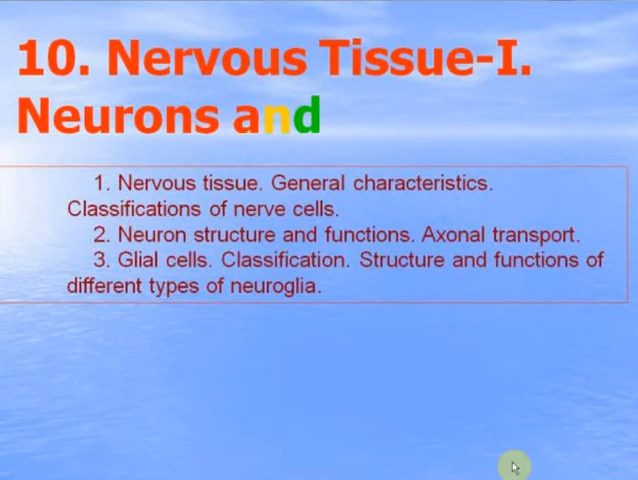 10. Nervous Tissue-I.
Neurons and
1. Nervous tissue. General characteristics.
Classifications of nerve cells.
2. Neuron structure and functions. Axonal transport.
3. Glial cells. Classification. Structure and functions of
different types of neuroglia.